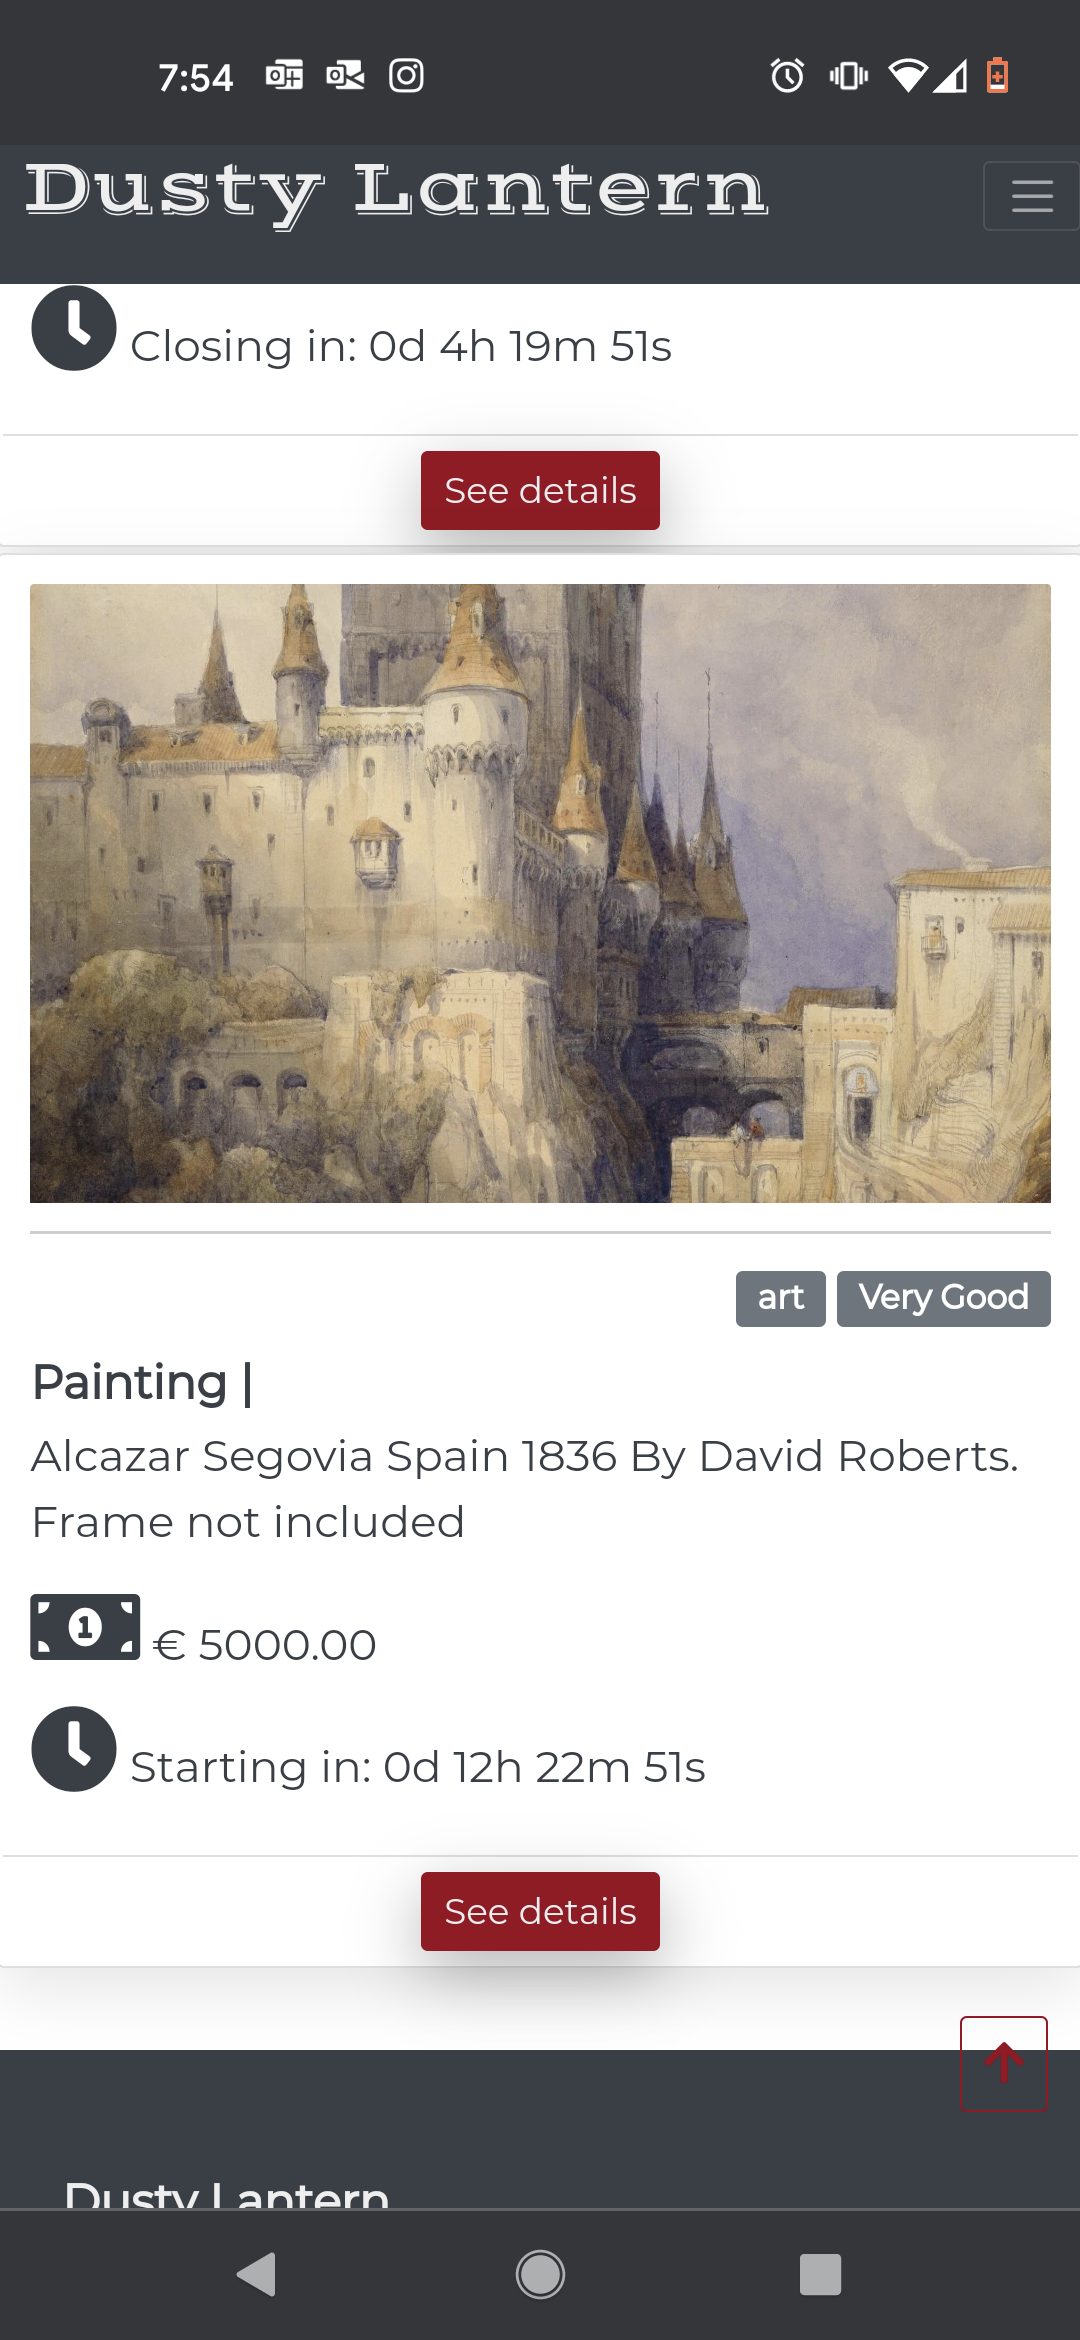 7:54
Dusty Lantern
Closing in: 0d 4h 19m 51s
See details
art Very Good
Painting |
Alcazar Segovia Spain 1836 By David Roberts.
Frame not included
1 € 5000.00
Starting in: 0d 12h 22m 51s
See details
Dusty Lantern